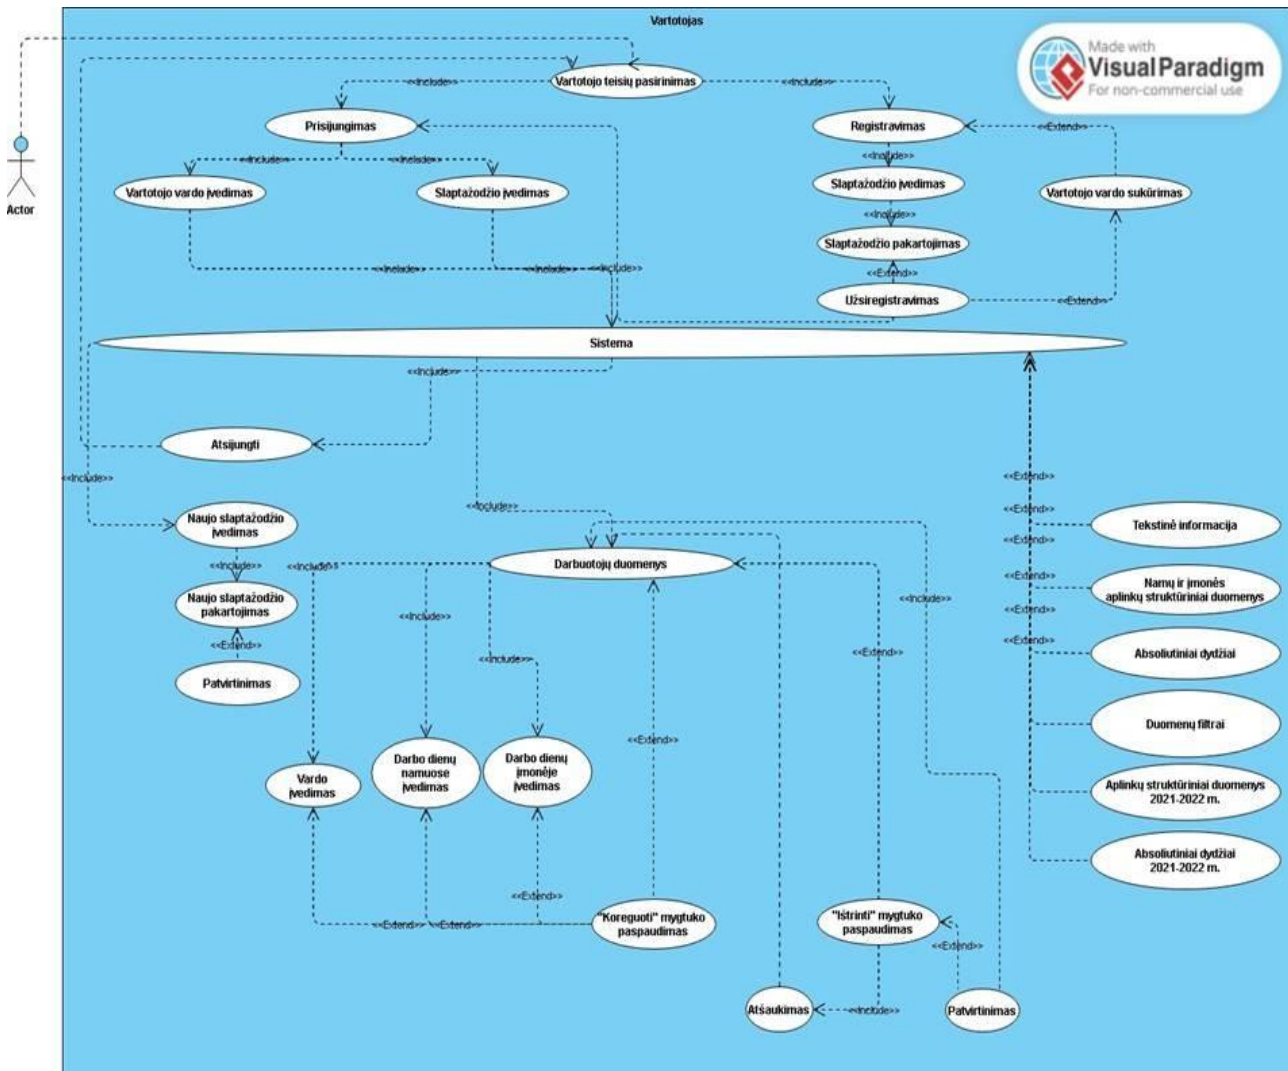 Vartotojas
Made with
Visual Paradigm
For non-commercial use
Actor
Vartotojo teisių pasirinimas
<<Include>>
<<Include>>
Prisijungimas
Registravimas
<<Extend>>
<<Include>>
<<Include>>
<<Include>>
Vartotojo vardo įvedimas
Slaptažodžio įvedimas
Slaptažodžio įvedimas
Vartotojo vardo sukūrimas
<<Include>>
Slaptažodžio pakartojimas
<<Include>>
<<Include>>
<<Include>>
<<Extend>>
Užsiregistravimas
<<Extend>>
Sistema
<<Include>>
Atsijungti
<<Include>>
<<Include>>
<<Extend>>
<<Extend>>
<<Extend>>
<<Extend>>
<<Extend>>
<<Extend>>
Naujo slaptažodžio
įvedimas
Tekstinė informacija
<<Include>>
<<Include>>
Darbuotojų duomenys
Namų ir įmonės
aplinkų struktūriniai duomenys
Naujo slaptažodžio
pakartojimas
<<Include>>
<<Include>>
<<Extend>>
<<Include>>
<<Extend>>
Absoliutiniai dydžiai
Patvirtinimas
Duomenų filtrai
<<Extend>>
Vardo
įvedimas
Darbo dienų
namuose
įvedimas
Darbo dienų
įmonėje
įvedimas
Aplinkų struktūriniai duomenys
2021-2022 m.
Absoliutiniai dydžiai
2021-2022 m.
<<Extend>>
<<Extend>>
<<Extend>>
"Koreguoti" mygtuko
paspaudimas
"Ištrinti" mygtuko
paspaudimas
<<Extend>>
Atšaukimas
<<Include>>
Patvirtinimas